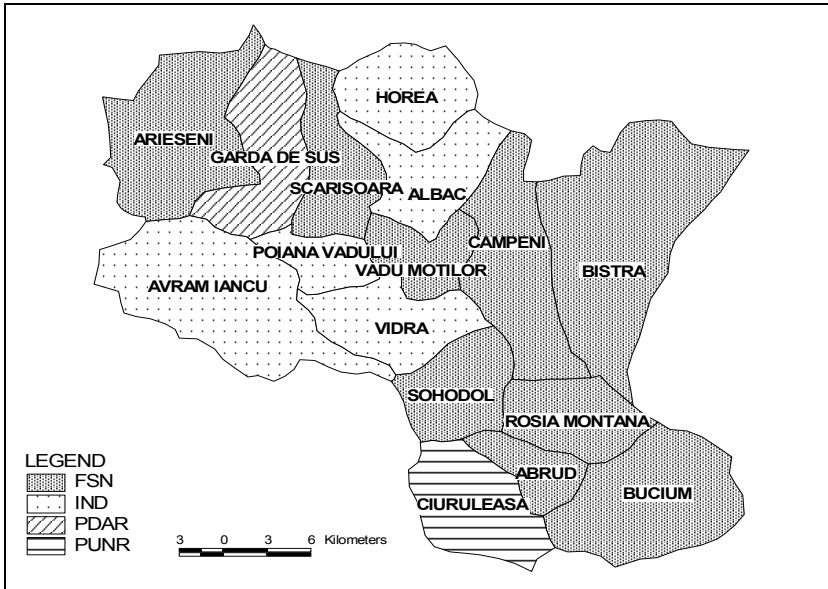 HOREA
ARIESENI
GARDA DE SUS
SCARISOARA
ALBAC
CAMPENI
POIANA VADULUI
VADU MOTILOR
BISTRA
AVRAM IANCU
VIDRA
SOHODOL
ROSIA MONTANA
ABRUD
BUCIUM
CIURULEASA
LEGEND
FSN
IND
PDAR
PUNR
3 0 3 6 Kilometers